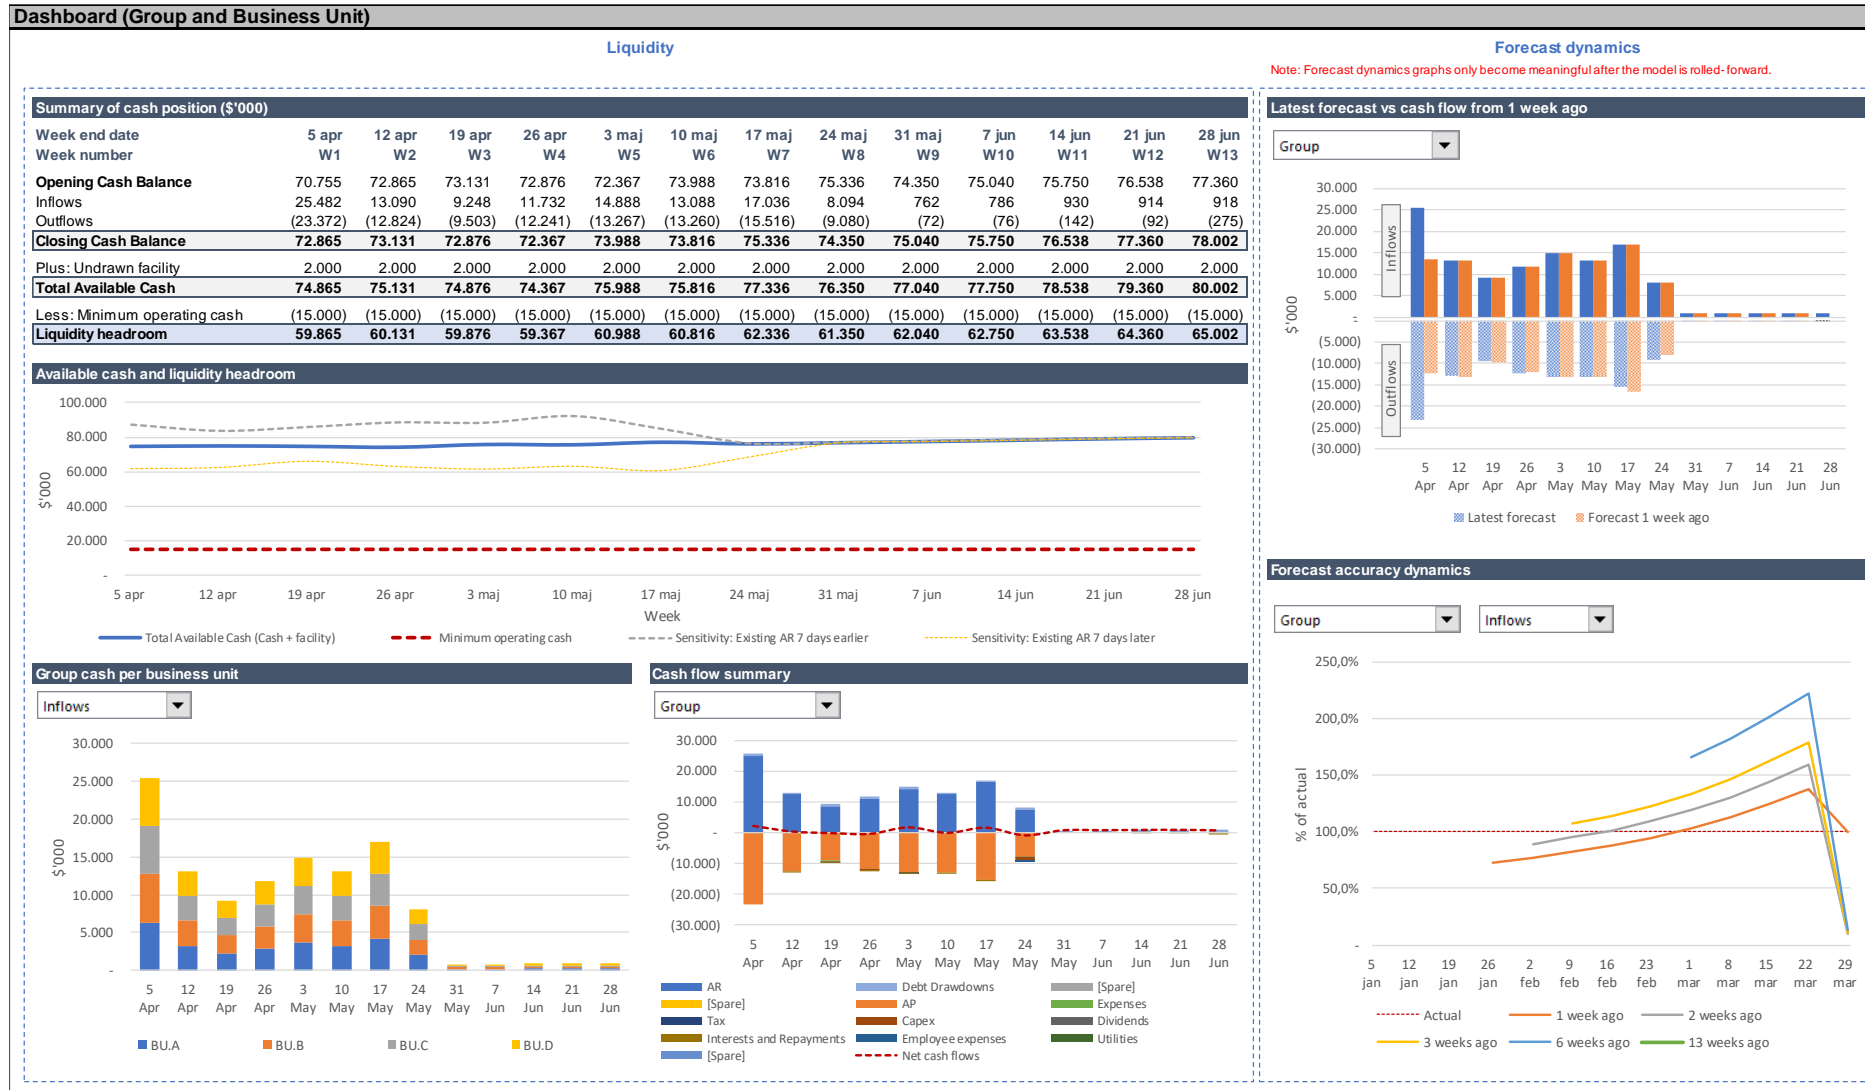 Dashboard (Group and Business Unit)
Liquidity
Summary of cash position ($'000)
Week end date 5 apr 12 apr 19 apr 26 apr 3 maj 10 maj 17 maj 24 maj 31 maj 7 jun 14 jun 21 jun 28 jun
Week number W1 W2 W3 W4 W5 W6 W7 W8 W9 W10 W11 W12 W13
Opening Cash Balance 70.755 72.865 73.131 72.876 72.367 73.988 73.816 75.336 74.350 75.040 75.750 76.538 77.360
Inflows 25.482 13.090 9.248 11.732 14.888 13.088 17.036 8.094 762 786 930 914 918
Outflows (23.372) (12.824) (9.503) (12.241) (13.267) (13.260) (15.516) (9.080) (72) (76) (142) (92) (275)
Closing Cash Balance 72.865 73.131 72.876 72.367 73.988 73.816 75.336 74.350 75.040 75.750 76.538 77.360 78.002
Plus: Undrawn facility 2.000 2.000 2.000 2.000 2.000 2.000 2.000 2.000 2.000 2.000 2.000 2.000 2.000
Total Available Cash 74.865 75.131 74.876 74.367 75.988 75.816 77.336 76.350 77.040 77.750 78.538 79.360 80.002
Less: Minimum operating cash (15.000) (15.000) (15.000) (15.000) (15.000) (15.000) (15.000) (15.000) (15.000) (15.000) (15.000) (15.000) (15.000)
Liquidity headroom 59.865 60.131 59.876 59.367 60.988 60.816 62.336 61.350 62.040 62.750 63.538 64.360 65.002
Available cash and liquidity headroom
100.000
80.000
60.000
40.000
20.000
-
$'000
5 apr 12 apr 19 apr 26 apr 3 maj 10 maj 17 maj 24 maj 31 maj 7 jun 14 jun 21 jun 28 jun
Week
Total Available Cash (Cash + facility) Minimum operating cash Sensitivity: Existing AR 7 days earlier Sensitivity: Existing AR 7 days later
Group cash per business unit
Inflows
30.000
25.000
20.000
15.000
10.000
5.000
-
$'000
5 12 19 26 3 10 17 24 31 7 14 21 28
Apr Apr Apr Apr May May May May May Jun Jun Jun Jun
BU.A BU.B BU.C BU.D
Cash flow summary
Group
30.000
20.000
10.000
-
(10.000)
(20.000)
(30.000)
$'000
5 12 19 26 3 10 17 24 31 7 14 21 28
Apr Apr Apr Apr May May May May May Jun Jun Jun Jun
AR Debt Drawdowns [Spare]
[Spare] AP Expenses
Tax Capex Dividends
Interests and Repayments Employee expenses Utilities
[Spare] Net cash flows
Forecast dynamics
Note: Forecast dynamics graphs only become meaningful after the model is rolled-forward.
Latest forecast vs cash flow from 1 week ago
Group
30.000
25.000
20.000
15.000
10.000
5.000
-
(5.000)
(10.000)
(15.000)
(20.000)
(25.000)
(30.000)
$'000
Inflows
Outflows
5 12 19 26 3 10 17 24 31 7 14 21 28
Apr Apr Apr Apr May May May May May Jun Jun Jun Jun
Latest forecast Forecast 1 week ago
Forecast accuracy dynamics
Group Inflows
250,0%
200,0%
150,0%
100,0%
50,0%
-
% of actual
5 12 19 26 2 9 16 23 1 8 15 22 29
jan jan jan jan feb feb feb feb mar mar mar mar mar
Actual 1 week ago 2 weeks ago
3 weeks ago 6 weeks ago 13 weeks ago